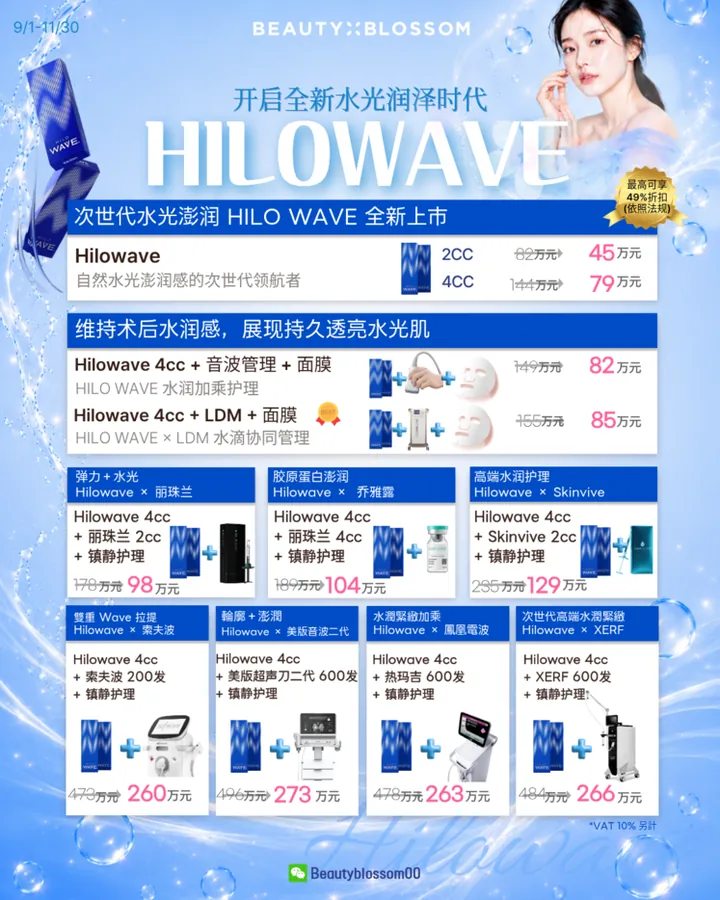 9/1-11/30
BEAUTY BLOSSOM
开启全新水光润泽时代
HILOWAVE
最高可享
49%折扣
(依照法规)
HILO
WAVE
WAVE
次世代水光澎润 HILO WAVE 全新上市
Hilowave
自然水光澎润感的次世代领航者
2CC 82万元 45万元
4CC 144万元 79万元
维持术后水润感，展现持久透亮水光肌
Hilowave 4cc + 音波管理 + 面膜 149万元 82万元
HILO WAVE 水润加乘护理
Hilowave 4cc + LDM + 面膜 BEST 155万元 85万元
HILO WAVE × LDM 水滴协同管理
弹力 + 水光
Hilowave × 丽珠兰
Hilowave 4cc
+ 丽珠兰 2cc
+ 镇静护理
178万元 98万元
胶原蛋白澎润
Hilowave × 乔雅露
Hilowave 4cc
+ 丽珠兰 4cc
+ 镇静护理
189万元 104万元
高端水润护理
Hilowave × Skinvive
Hilowave 4cc
+ Skinvive 2cc
+ 镇静护理
235万元 129万元
雙重 Wave 拉提
Hilowave × 索夫波
Hilowave 4cc
+ 索夫波 200发
+ 镇静护理
473万元 260万元
輪廓 + 澎潤
Hilowave × 美版音波二代
Hilowave 4cc
+ 美版超声刀二代 600发
+ 镇静护理
496万元 273万元
水潤緊緻加乘
Hilowave × 鳳凰電波
Hilowave 4cc
+ 热玛吉 600发
+ 镇静护理
478万元 263万元
次世代高端水潤緊緻
Hilowave × XERF
Hilowave 4cc
+ XERF 600发
+ 镇静护理
484万元 266万元
*VAT 10% 另計
Hilowa
Beautyblossom00